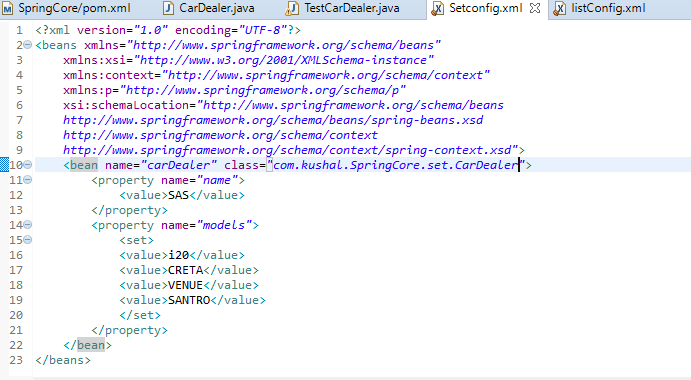 SpringCore/pom.xml CarDealer.java TestCarDealer.java Setconfig.xml listConfig.xml
1 <?xml version="1.0" encoding="UTF-8"?>
2 <beans xmlns="http://www.springframework.org/schema/beans"
3 xmlns:xsi="http://www.w3.org/2001/XMLSchema-instance"
4 xmlns:context="http://www.springframework.org/schema/context"
5 xmlns:p="http://www.springframework.org/schema/p"
6 xsi:schemaLocation="http://www.springframework.org/schema/beans
7 http://www.springframework.org/schema/beans/spring-beans.xsd
8 http://www.springframework.org/schema/context
9 http://www.springframework.org/schema/context/spring-context.xsd">
10 <bean name="carDealer" class="com.kushal.SpringCore.set.CarDealer">
11 <property name="name">
12 <value>SAS</value>
13 </property>
14 <property name="models">
15 <set>
16 <value>i20</value>
17 <value>CRETA</value>
18 <value>VENUE</value>
19 <value>SANTRO</value>
20 </set>
21 </property>
22 </bean>
23 </beans>